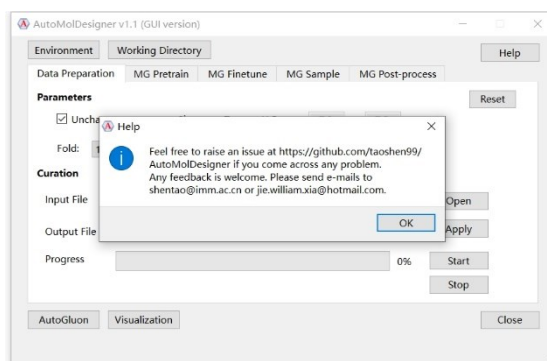 AutoMolDesigner v1.1 (GUI version)
Environment Working Directory Help
Data Preparation MG Pretrain MG Finetune MG Sample MG Post-process
Parameters Reset
Help
Feel free to raise an issue at https://github.com/taoshen99/
AutoMolDesigner if you come across any problem.
Any feedback is welcome. Please send e-mails to
shentao@imm.ac.cn or jie.william.xia@hotmail.com.
OK
Fold: 1
Curation
Input File Open
Output File Apply
Progress 0% Start
Stop
AutoGluon Visualization Close